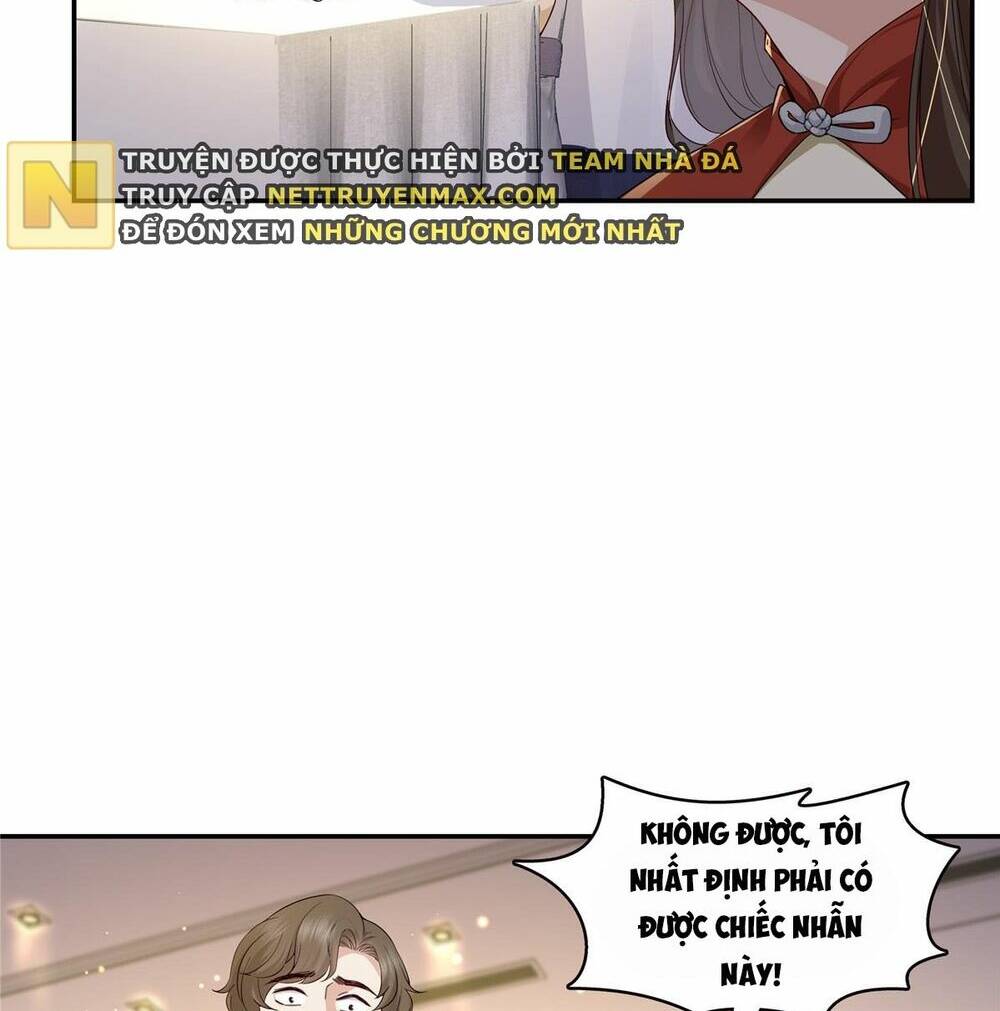 N
TRUYỆN ĐƯỢC THỰC HIỆN BỞI TEAM NHÀ ĐÁ
TRUY CẬP NETTRUYENMAX.COM
ĐỂ ĐÓN XEM NHỮNG CHƯƠNG MỚI NHẤT
KHÔNG ĐƯỢC, TÔI
NHẤT ĐỊNH PHẢI CÓ
ĐƯỢC CHIẾC NHẪN
NÀY!